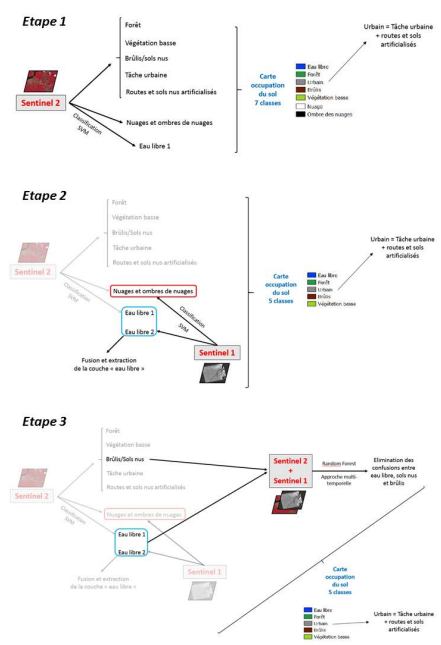 Etape 1
Forêt
Végétation basse
Brûlis/sols nus
Tâche urbaine
Routes et sols nus artificialisés
Sentinel 2
Classification
SVM
Nuages et ombres de nuages
Eau libre 1
Carte
occupation
du sol
7 classes
Eau libre
Forêt
Urbain
Brûlis
Végétation basse
Nuage
Ombre des nuages
Urbain = Tâche urbaine
+ routes et sols
artificialisés
Etape 2
Forêt
Végétation basse
Brûlis/Sols nus
Tâche urbaine
Routes et sols nus artificialisés
Sentinel 2
Classification
SVM
Nuages et ombres de nuages
Eau libre 1
Eau libre 2
Classification
SVM
Fusion et extraction
de la couche « eau libre »
Sentinel 1
Carte
occupation
du sol
5 classes
Eau libre
Forêt
Urbain
Brûlis
Végétation basse
Urbain = Tâche urbaine
+ routes et sols
artificialisés
Etape 3
Forêt
Végétation basse
Brûlis/Sols nus
Tâche urbaine
Routes et sols nus artificialisés
Sentinel 2
Classification
SVM
Nuages et ombres de nuages
Eau libre 1
Eau libre 2
Fusion et extraction
de la couche « eau libre »
Sentinel 1
Sentinel 2
+
Sentinel 1
Random Forest
Approche multi-
temporelle
Elimination des
confusions entre
eau libre, sols nus
et brûlis
Carte
occupation
du sol
5 classes
Eau libre
Forêt
Urbain
Brûlis
Végétation basse
Urbain = Tâche urbaine
+ routes et sols
artificialisés